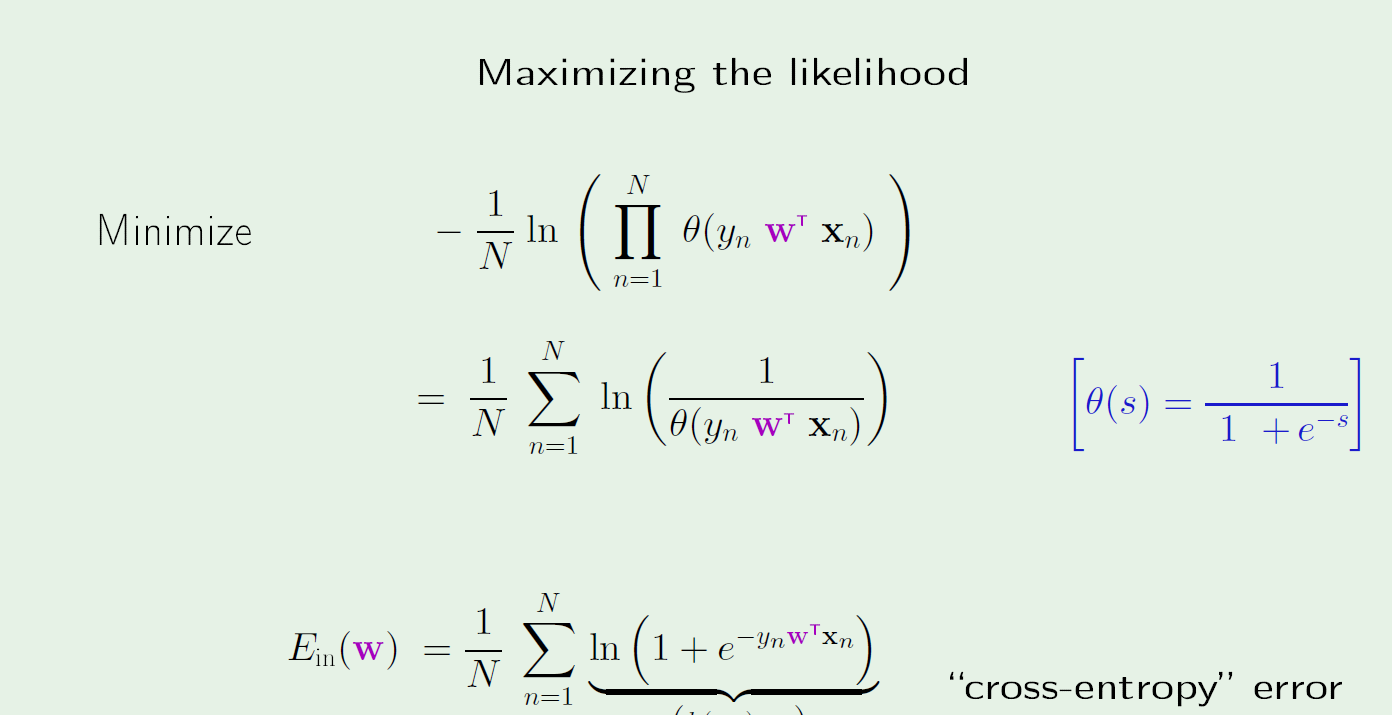 Maximizing the likelihood
Minimize − 1/N ln ( ∏_{n=1}^{N} θ(y_n w^T x_n) )
= 1/N ∑_{n=1}^{N} ln ( 1 / θ(y_n w^T x_n) ) [ θ(s) = 1 / (1 + e^{−s}) ]
E_in(w) = 1/N ∑_{n=1}^{N} ln ( 1 + e^{−y_n w^T x_n} )
“cross-entropy” error